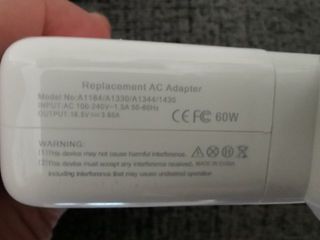 Replacement AC Adapter
Model No:A1184/A1330/A1344/1435
INPUT:AC 100-240V~1.5A 50-60Hz
OUTPUT:16.5V⎓3.65A
CE FC 60W
WARNING:
(1)This device may not cause harmful interference.
(2)This device must accept any interference received, MADE IN CHINA
including interference that may cause undesired operation